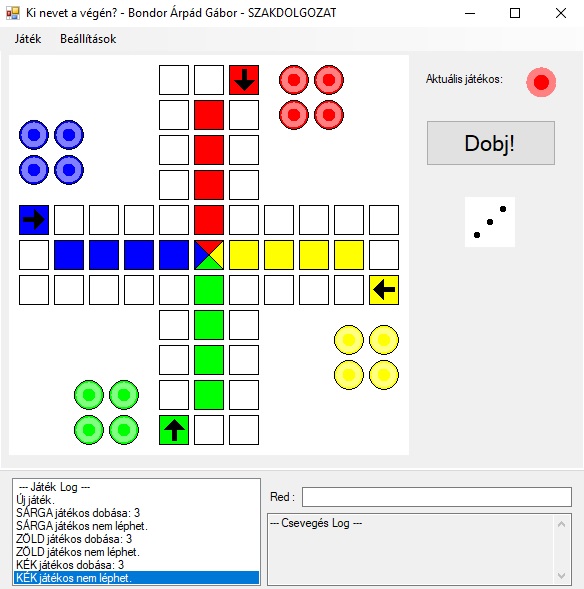 Ki nevet a végén? - Bondor Árpád Gábor - SZAKDOLGOZAT
Játék Beállítások
Aktuális játékos:
Dobj!
--- Játék Log ---
Új játék.
SÁRGA játékos dobása: 3
SÁRGA játékos nem léphet.
ZÖLD játékos dobása: 3
ZÖLD játékos nem léphet.
KÉK játékos dobása: 3
KÉK játékos nem léphet.
Red :
--- Csevegés Log ---